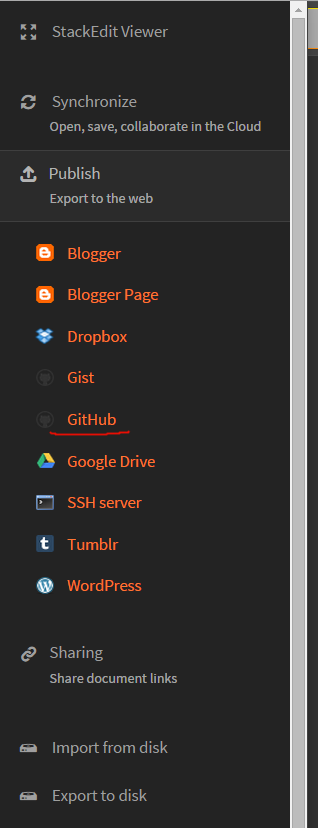 StackEdit Viewer
Synchronize
Open, save, collaborate in the Cloud
Publish
Export to the web
Blogger
Blogger Page
Dropbox
Gist
GitHub
Google Drive
SSH server
Tumblr
WordPress
Sharing
Share document links
Import from disk
Export to disk